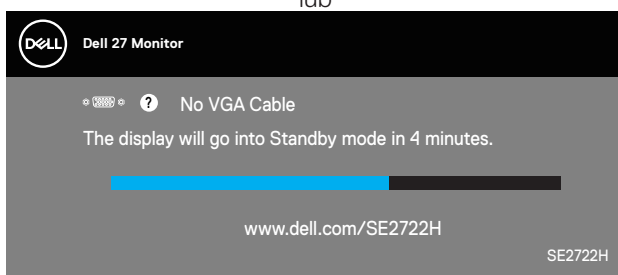 lub
DELL
Dell 27 Monitor
? No VGA Cable
The display will go into Standby mode in 4 minutes.
www.dell.com/SE2722H
SE2722H